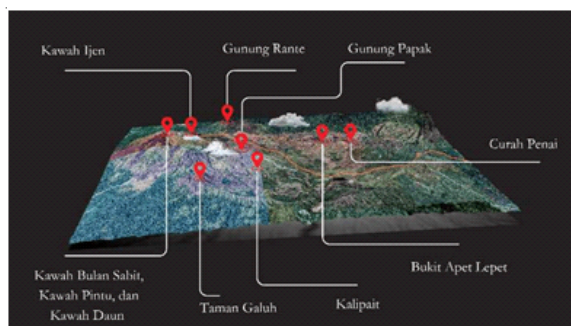 Kawah Ijen
Gunung Rante
Gunung Papak
Curah Penai
Bukit Apet Lepet
Kawah Bulan Sabit,
Kawah Pintu, dan
Kawah Daun
Taman Galuh
Kalipait